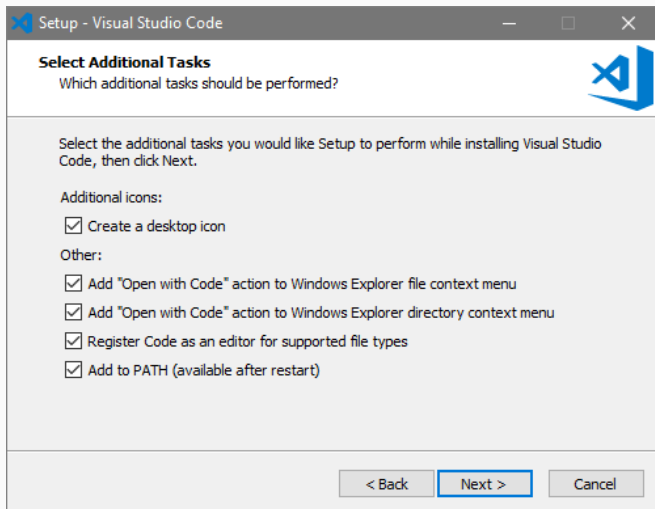 Setup - Visual Studio Code
Select Additional Tasks
Which additional tasks should be performed?
Select the additional tasks you would like Setup to perform while installing Visual Studio
Code, then click Next.
Additional icons:
Create a desktop icon
Other:
Add "Open with Code" action to Windows Explorer file context menu
Add "Open with Code" action to Windows Explorer directory context menu
Register Code as an editor for supported file types
Add to PATH (available after restart)
< Back Next > Cancel